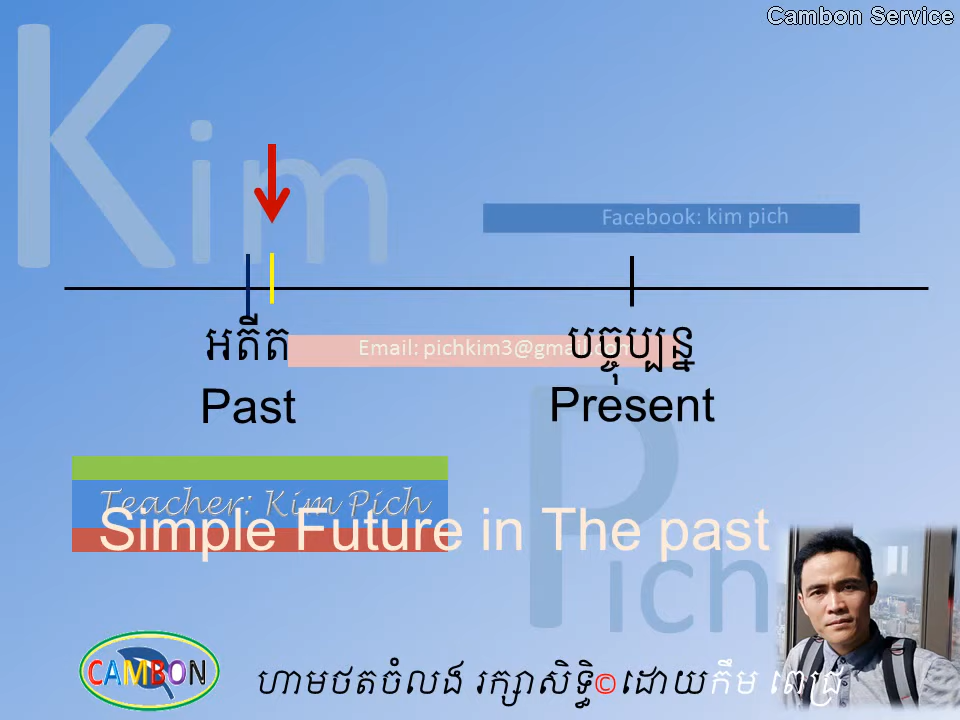 Cambon Service
Kim
Facebook: kim pich
អតីត
Email: pichkim3@gmail.com
បច្ចុប្បន្ន
Past
Present
Teacher: Kim Pich
Simple Future in The past
Pich
CAMBON
ហាមថតចំលង រក្សាសិទ្ធិ©ដោយកឹម ពេជ្រ